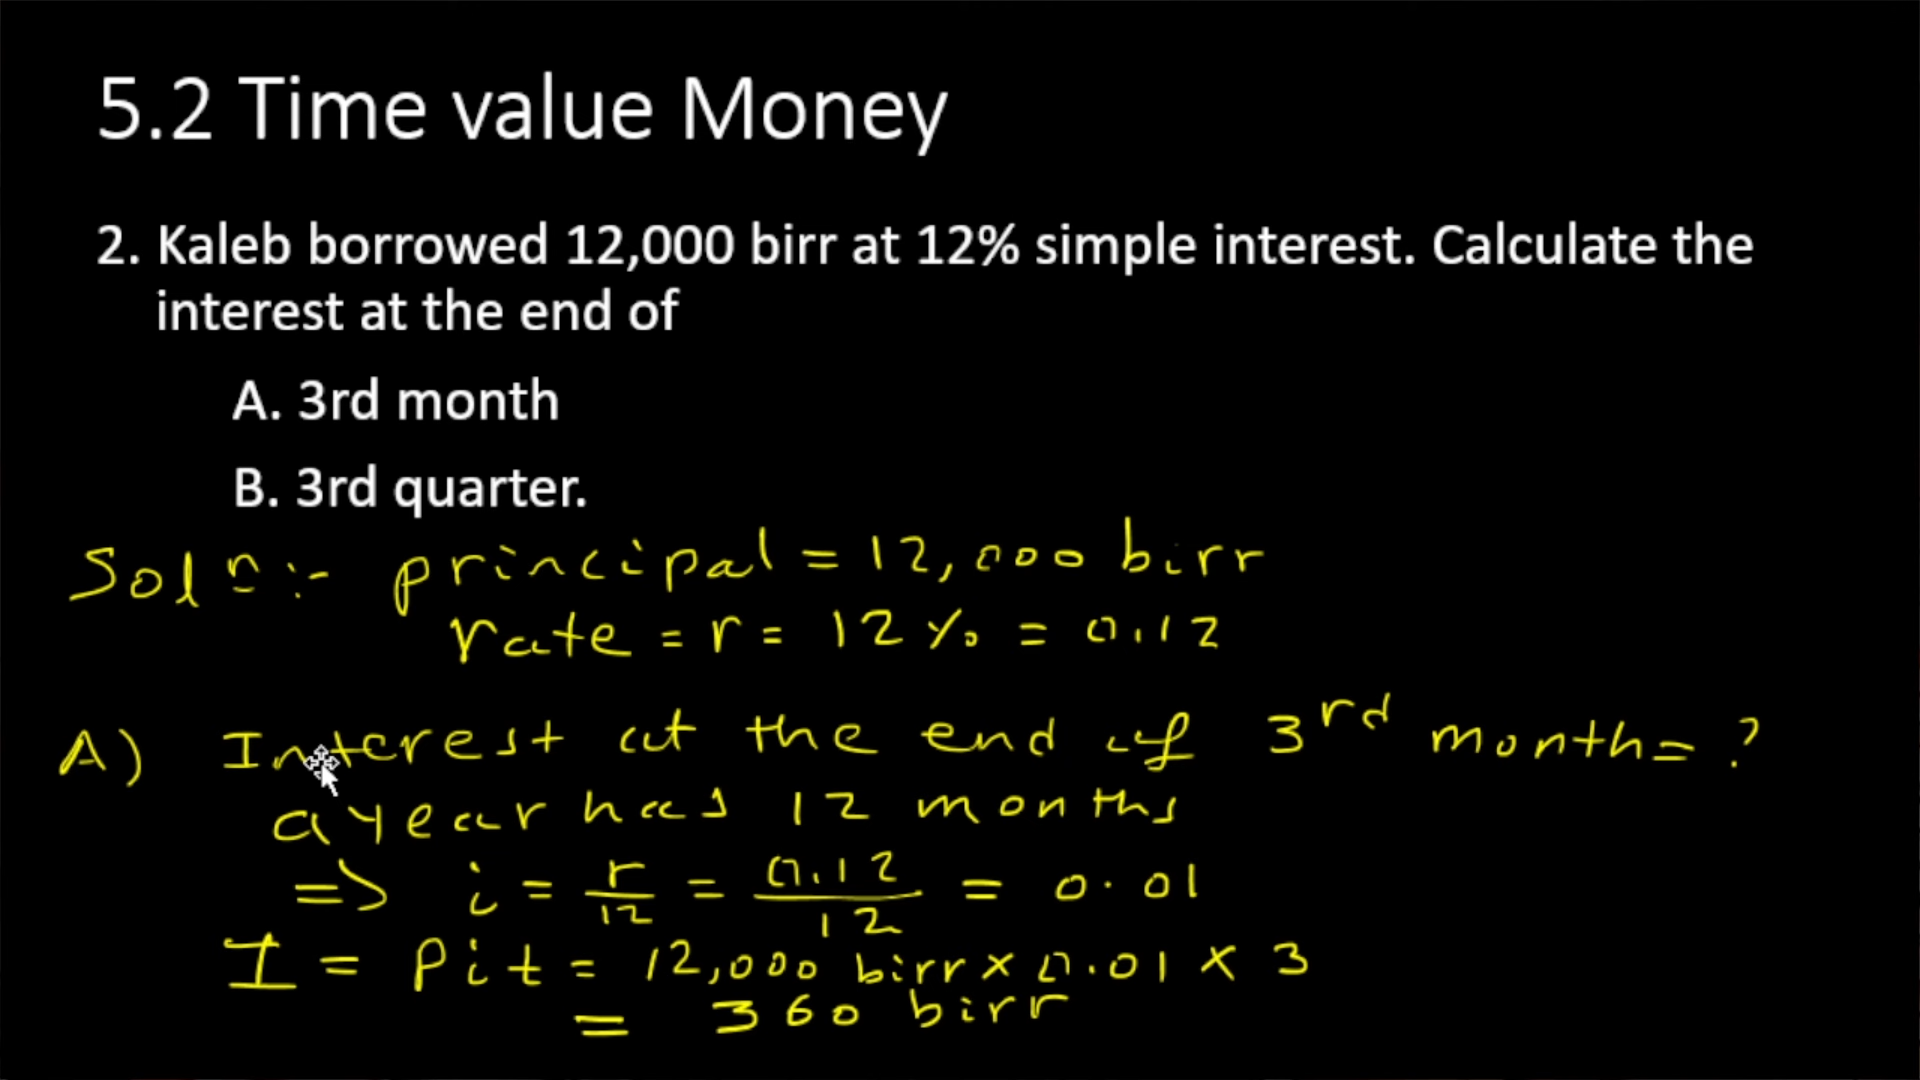 5.2 Time value Money
2. Kaleb borrowed 12,000 birr at 12% simple interest. Calculate the
interest at the end of
A. 3rd month
B. 3rd quarter.
Soln:- principal = 12,000 birr
rate = r = 12% = 0.12
A) Interest at the end of 3rd month = ?
a year has 12 months
=> i = r/12 = 0.12/12 = 0.01
I = Pit = 12,000 birr x 0.01 x 3
= 360 birr